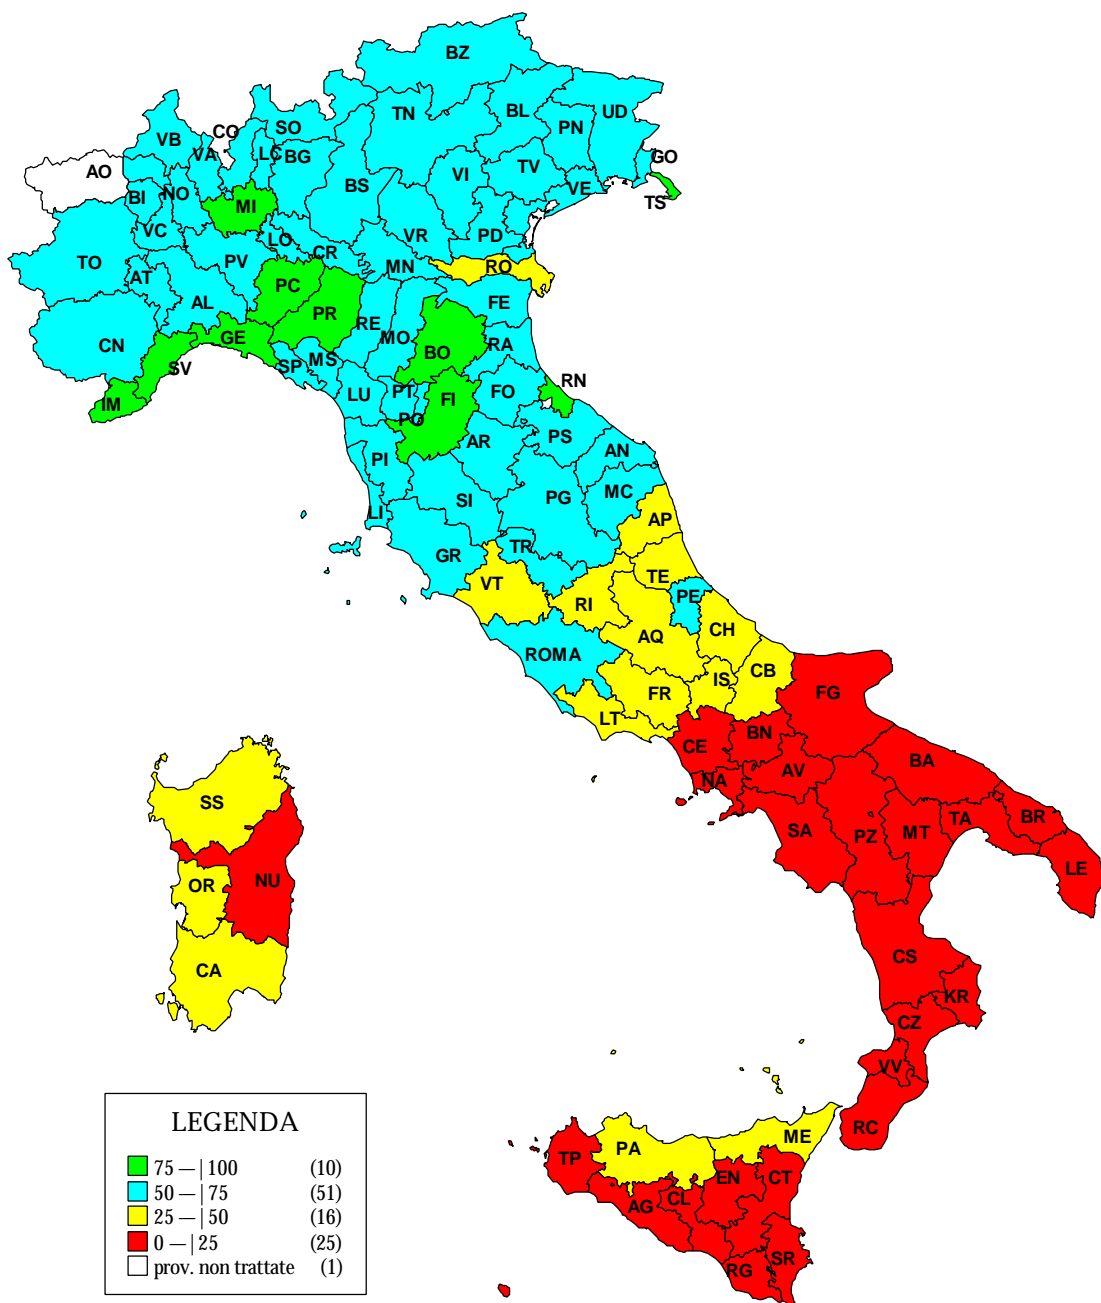 BZ
TN
BL
UD
PN
CO
SO
VB
VA
LC
BG
GO
AO
VI
TV
BS
VE
BI
NO
MI
TS
VC
LO
VR
PD
CR
TO
PV
MN
RO
AT
PC
AL
FE
PR
RE
GE
MO
CN
RA
BO
SP
MS
SV
RN
LU
PT
FO
FI
IM
PO
PS
AR
AN
PI
MC
PG
SI
LI
AP
TR
GR
TE
VT
PE
RI
CH
AQ
ROMA
CB
IS
FR
FG
LT
BN
CE
BA
AV
NA
SS
BR
TA
SA
PZ
MT
LE
OR
NU
CS
CA
KR
CZ
VV
RC
ME
PA
TP
EN
CT
CL
AG
SR
RG
LEGENDA
75 —| 100 (10)
50 —| 75 (51)
25 —| 50 (16)
0 —| 25 (25)
prov. non trattate (1)